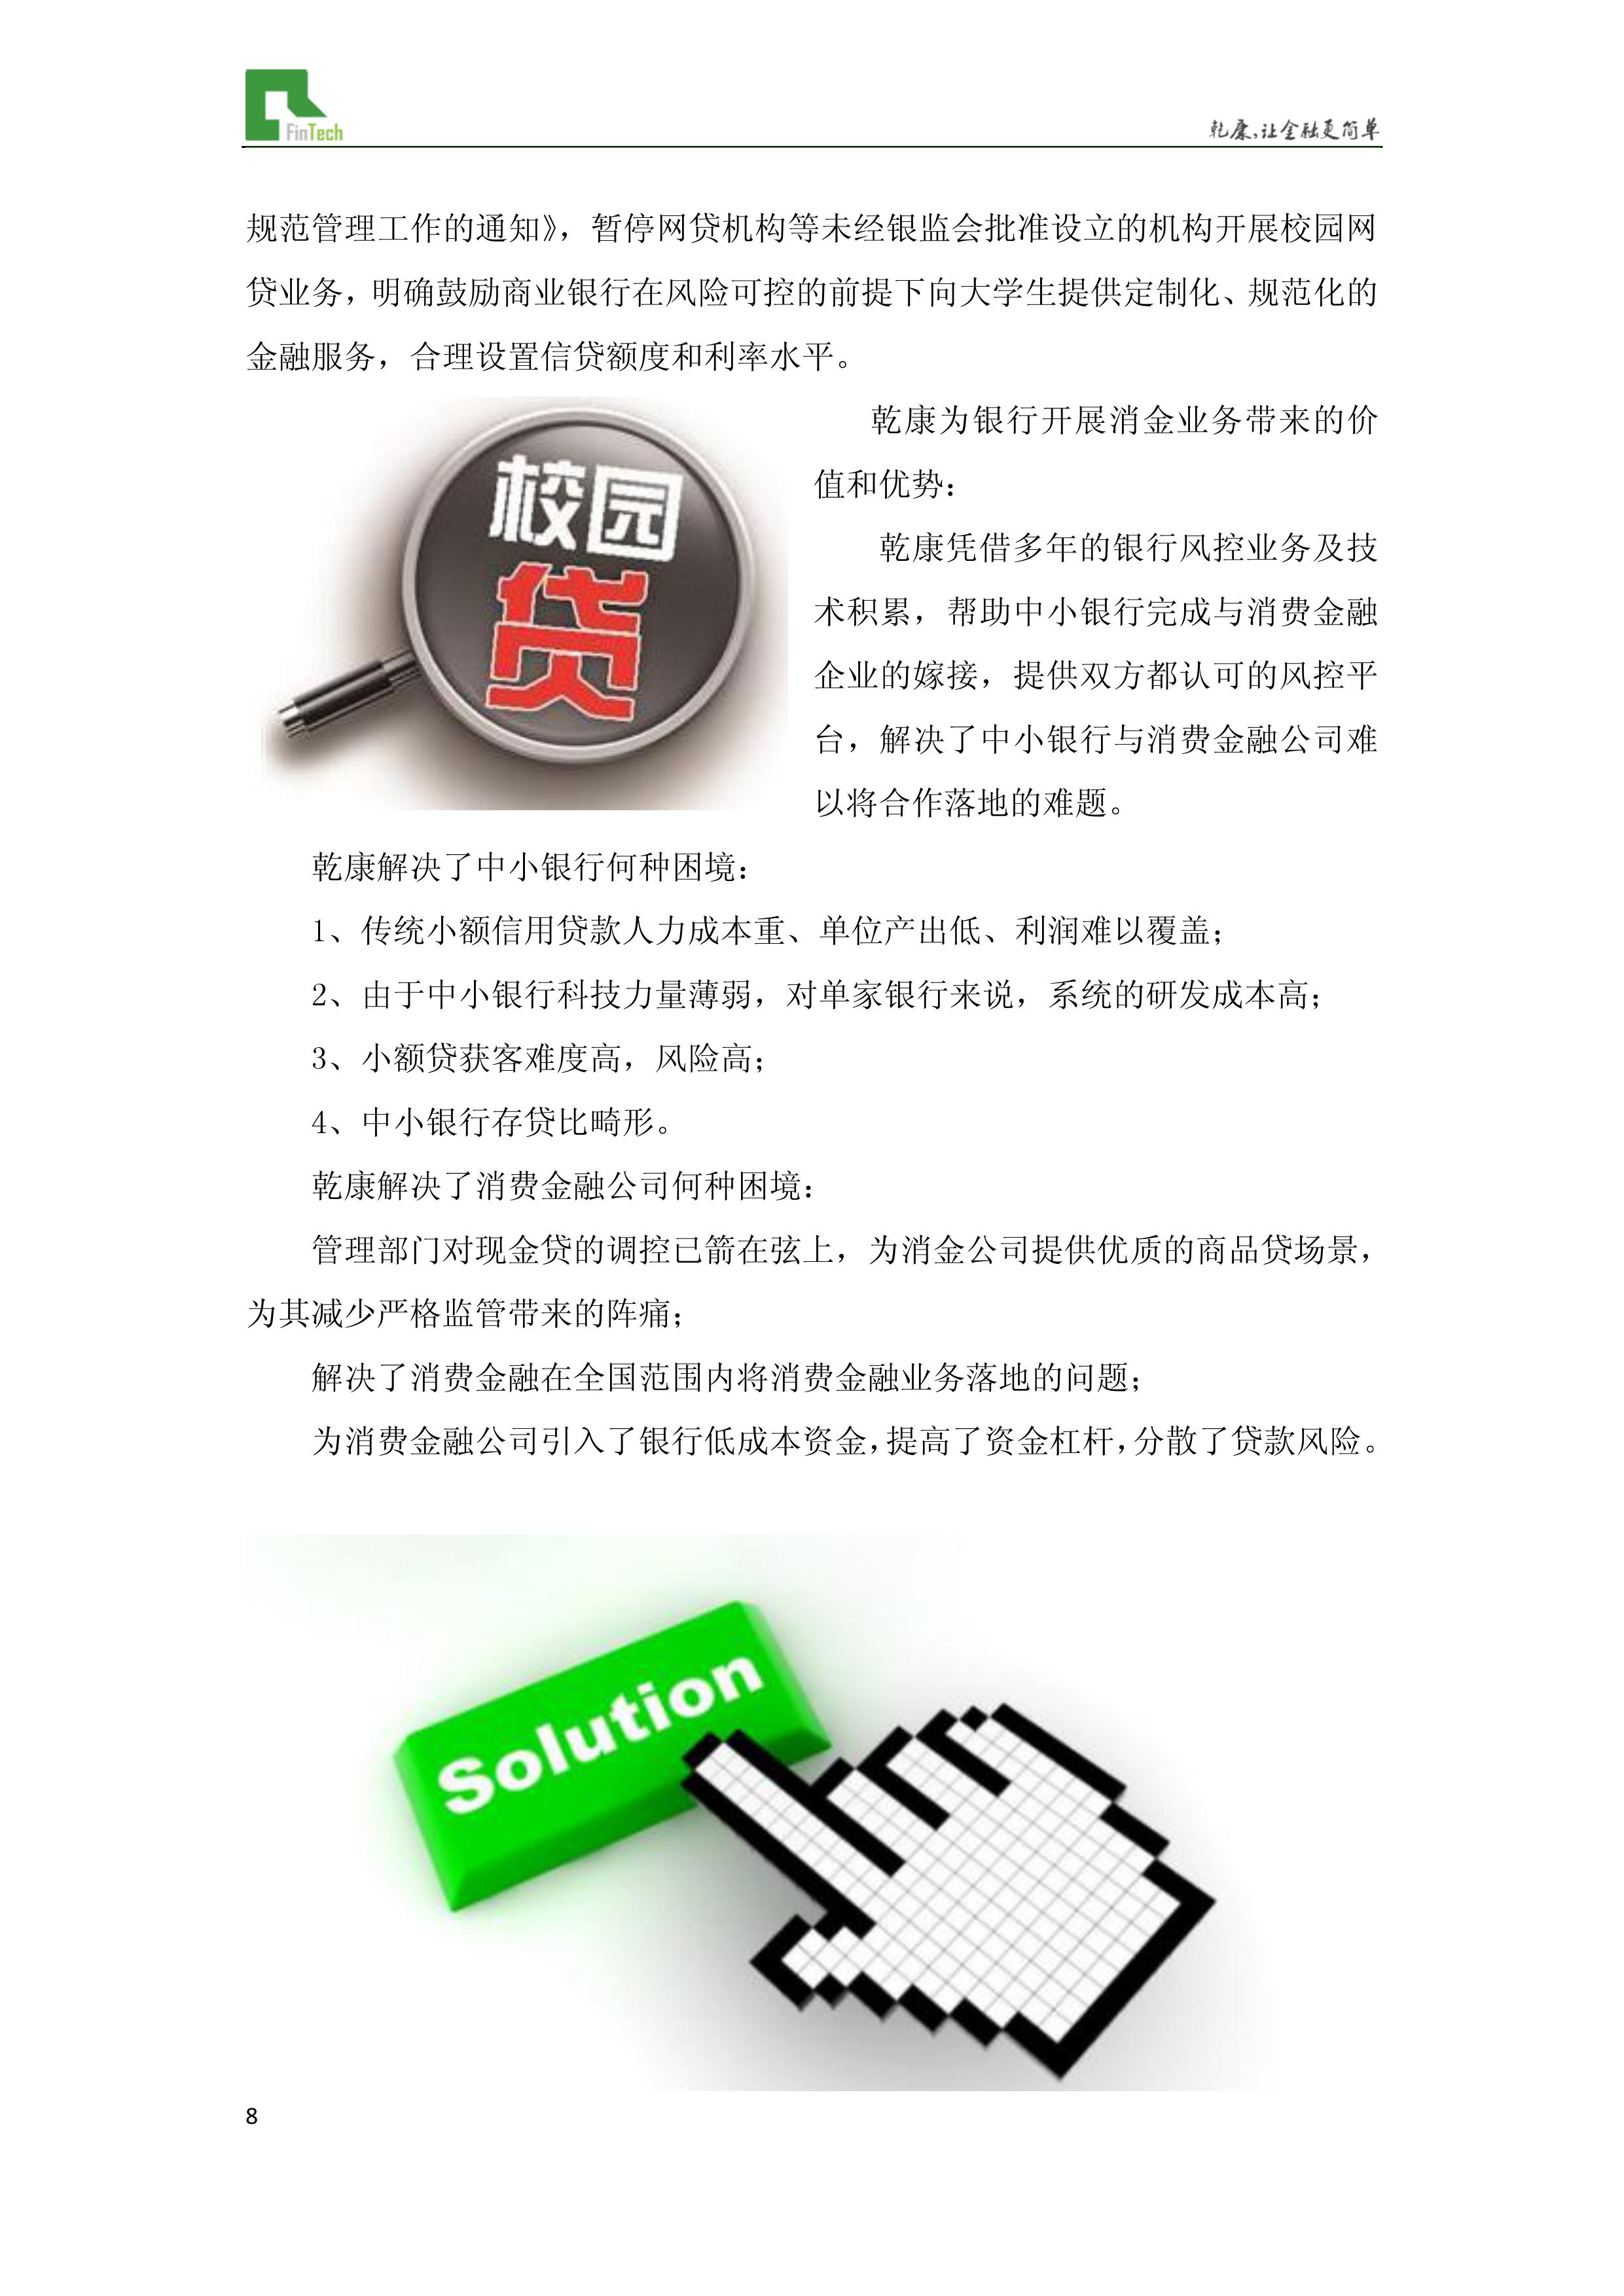 FinTech
乾康,让金融更简单
规范管理工作的通知》，暂停网贷机构等未经银监会批准设立的机构开展校园网
贷业务，明确鼓励商业银行在风险可控的前提下向大学生提供定制化、规范化的
金融服务，合理设置信贷额度和利率水平。
校园
贷
乾康为银行开展消金业务带来的价
值和优势：
乾康凭借多年的银行风控业务及技
术积累，帮助中小银行完成与消费金融
企业的嫁接，提供双方都认可的风控平
台，解决了中小银行与消费金融公司难
以将合作落地的难题。
乾康解决了中小银行何种困境：
1、传统小额信用贷款人力成本重、单位产出低、利润难以覆盖；
2、由于中小银行科技力量薄弱，对单家银行来说，系统的研发成本高；
3、小额贷获客难度高，风险高；
4、中小银行存贷比畸形。
乾康解决了消费金融公司何种困境：
管理部门对现金贷的调控已箭在弦上，为消金公司提供优质的商品贷场景，
为其减少严格监管带来的阵痛；
解决了消费金融在全国范围内将消费金融业务落地的问题；
为消费金融公司引入了银行低成本资金，提高了资金杠杆，分散了贷款风险。
Solution
8